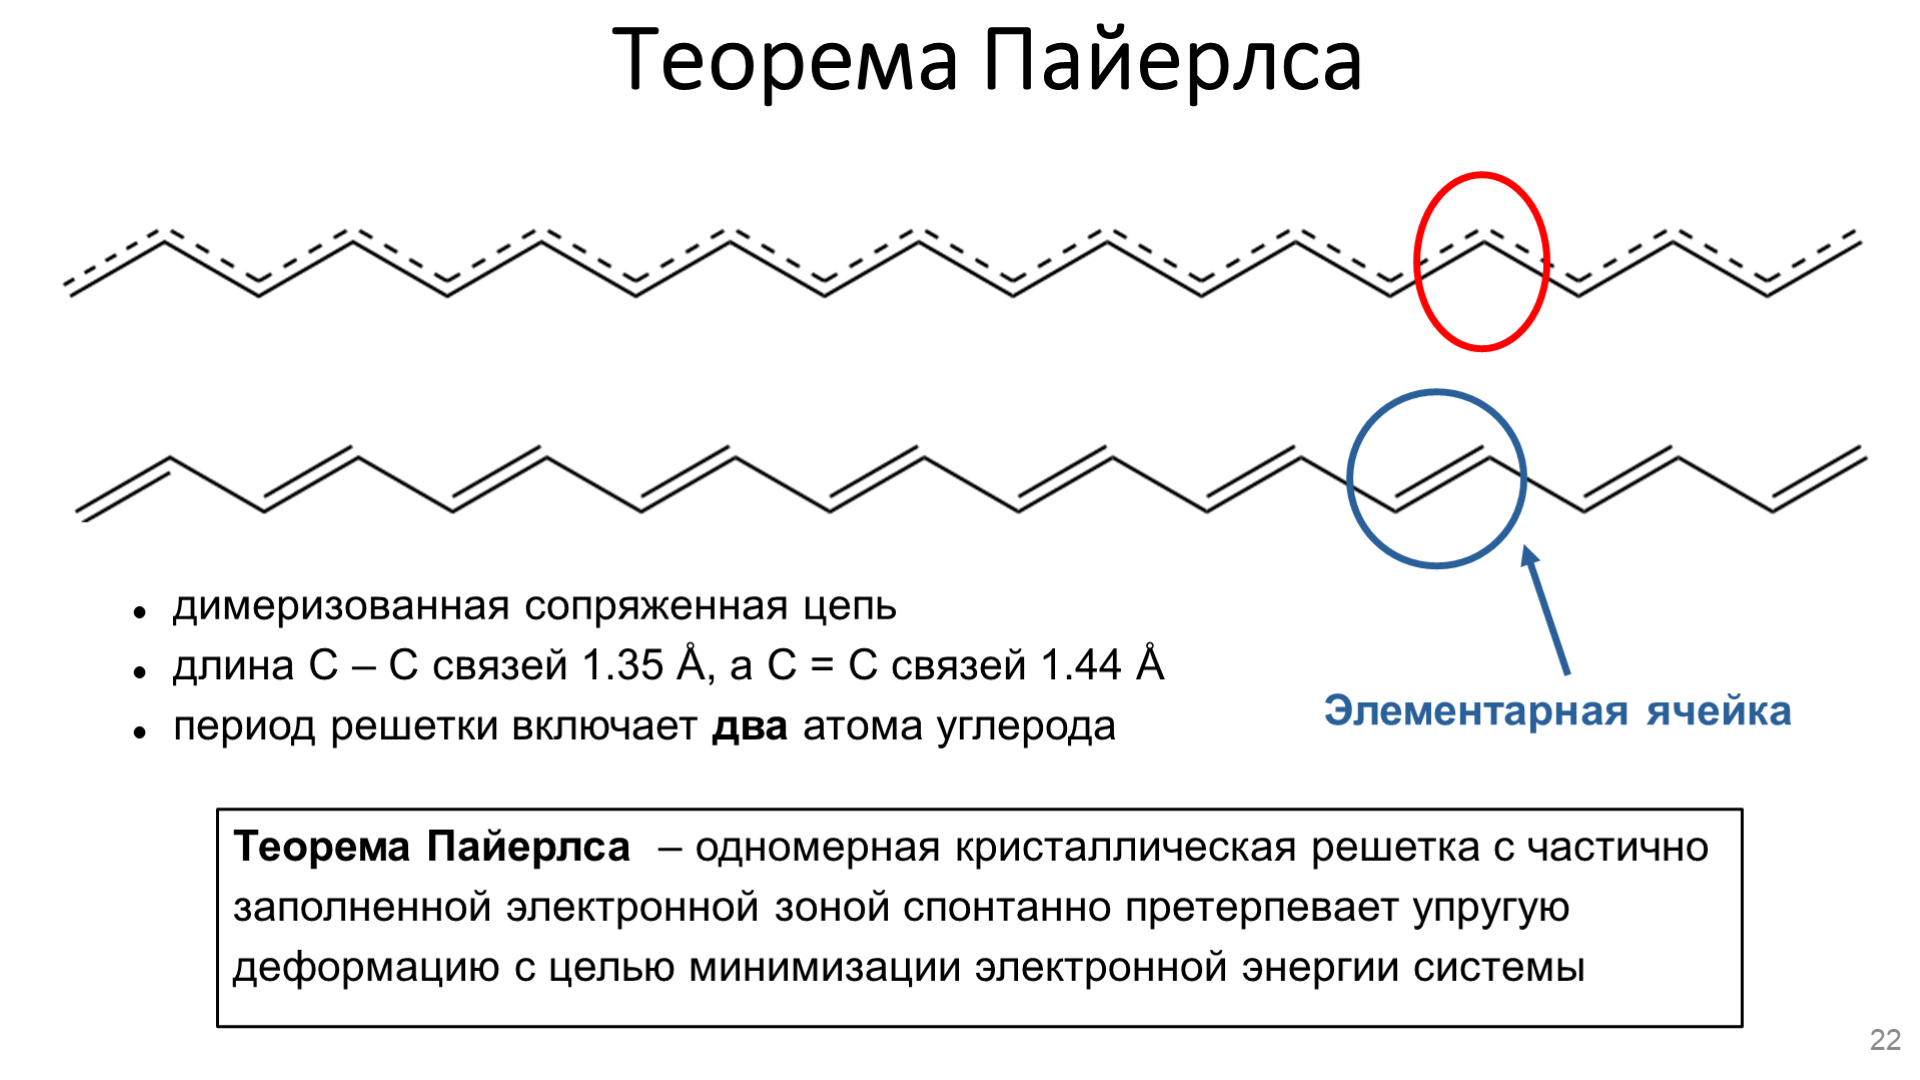 Теорема Пайерлса
• димеризованная сопряженная цепь
• длина С – С связей 1.35 Å, а С = С связей 1.44 Å
• период решетки включает два атома углерода
Элементарная ячейка
Теорема Пайерлса – одномерная кристаллическая решетка с частично
заполненной электронной зоной спонтанно претерпевает упругую
деформацию с целью минимизации электронной энергии системы
22